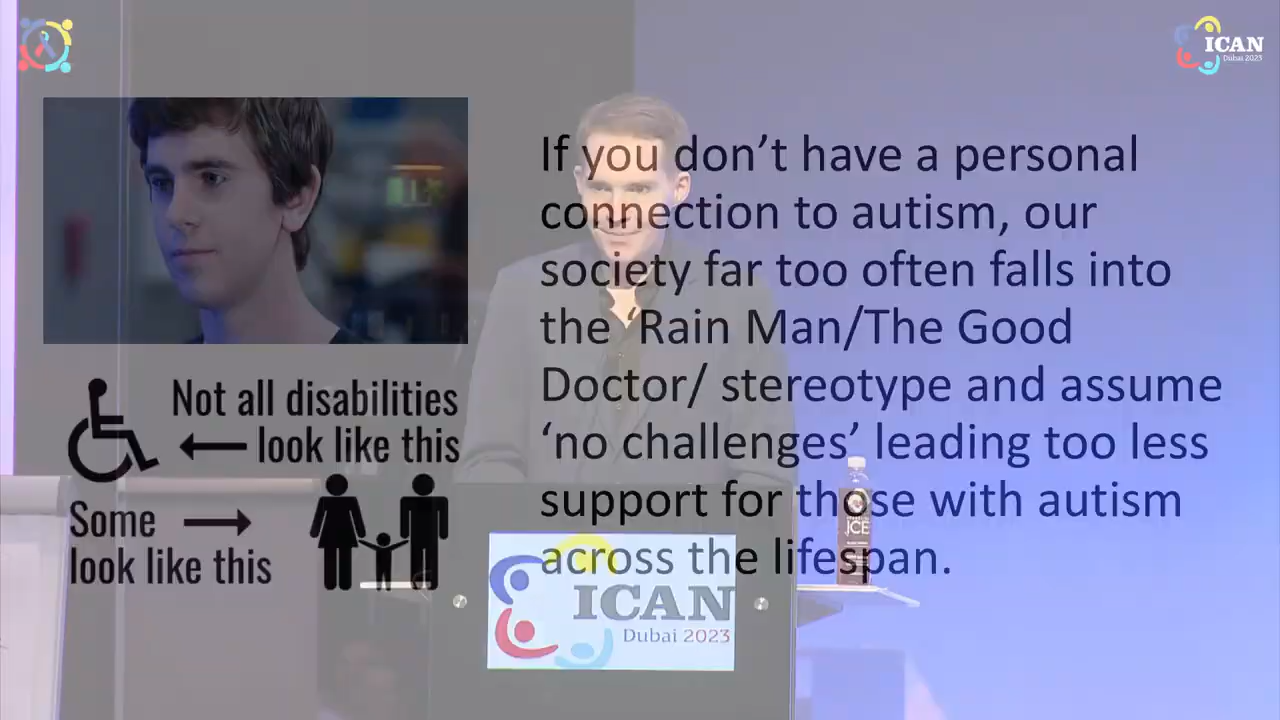 ICAN
Dubai 2023
If you don’t have a personal
connection to autism, our
society far too often falls into
the ‘Rain Man/The Good
Doctor/ stereotype and assume
‘no challenges’ leading too less
support for those with autism
across the lifespan.
Not all disabilities
look like this
Some
look like this
ICE
ICAN
Dubai 2023